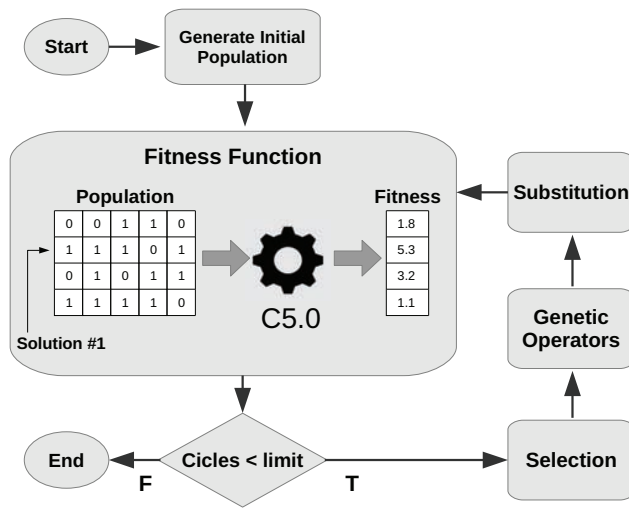 Start
Generate Initial
Population
Fitness Function
Population
Fitness
0 0 1 1 0
1 1 1 0 1
0 1 0 1 1
1 1 1 1 0
1.8
5.3
3.2
1.1
C5.0
Solution #1
Substitution
Genetic
Operators
Selection
Cicles < limit
End
F
T